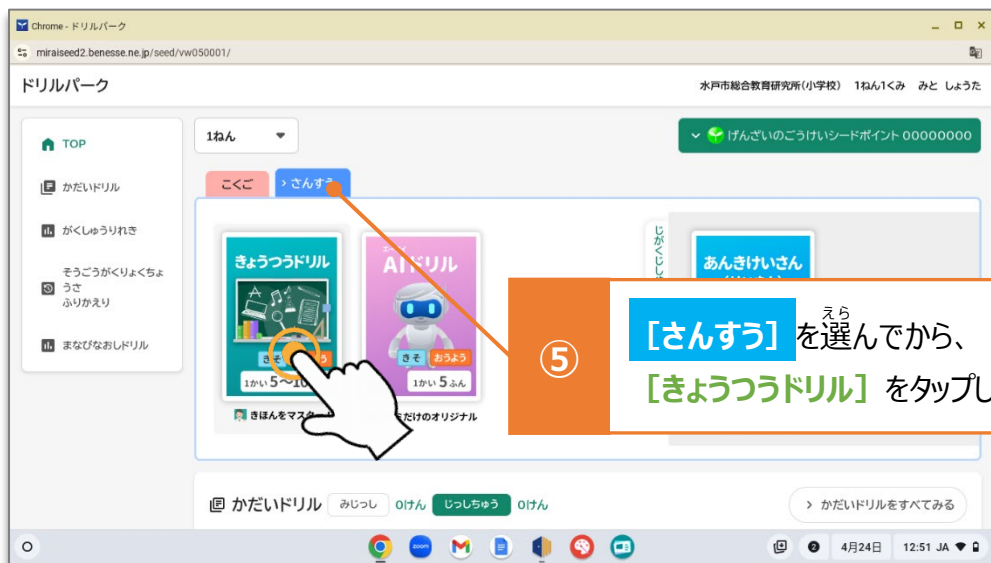 Chrome - ドリルパーク
miraiseed2.benesse.ne.jp/seed/vw050001/
ドリルパーク
水戸市総合教育研究所(小学校) 1ねん1くみ みと しょうた
TOP
かだいドリル
がくしゅうりれき
そうごうがくりょくちょ
うさ
ふりかえり
まなびなおしドリル
1ねん
げんざいのごうけいシードポイント 00000000
こくご
› さんすう
きょうつうドリル
1かい 5〜10
きほんをマスター
AIドリル
きそ おうよう
1かい 5 ふん
だけのオリジナル
じがくじし
あんきけいさん
⑤
[さんすう] を選んでから、
えら
[きょうつうドリル] をタップし
かだいドリル みじっし 0けん じっしちゅう 0けん
› かだいドリルをすべてみる
zoom
2
4月24日 12:51 JA